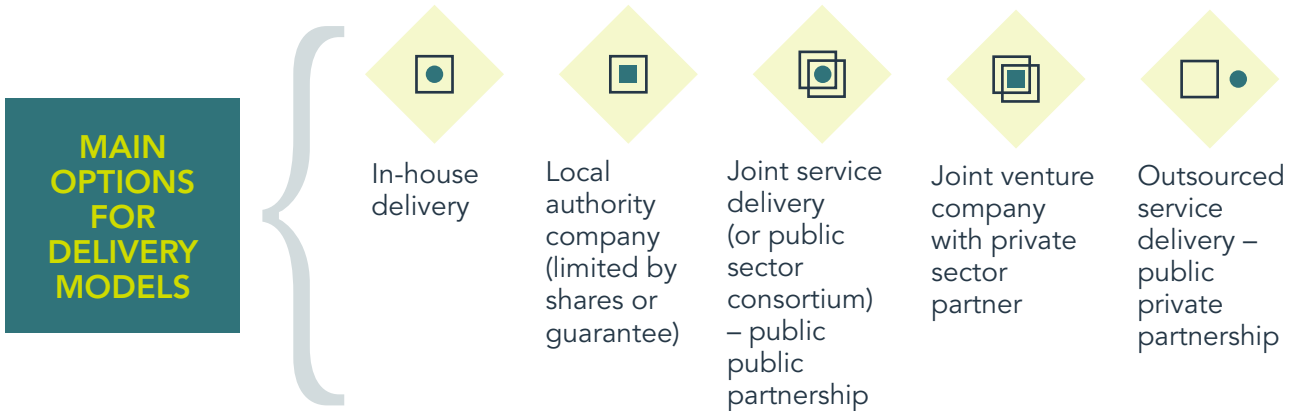 MAIN
OPTIONS
FOR
DELIVERY
MODELS
In-house
delivery
Local
authority
company
(limited by
shares or
guarantee)
Joint service
delivery
(or public
sector
consortium)
– public
public
partnership
Joint venture
company
with private
sector
partner
Outsourced
service
delivery –
public
private
partnership